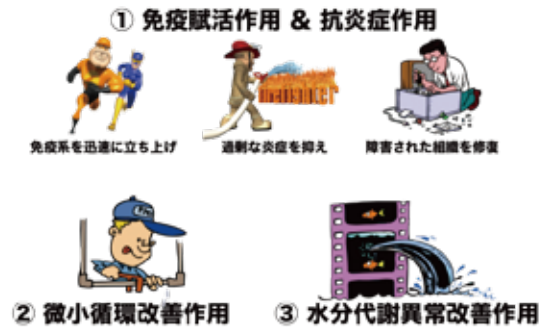 ① 免疫賦活作用 & 抗炎症作用
免疫系を迅速に立ち上げ
過剰な炎症を抑え
障害された組織を修復
② 微小循環改善作用
③ 水分代謝異常改善作用